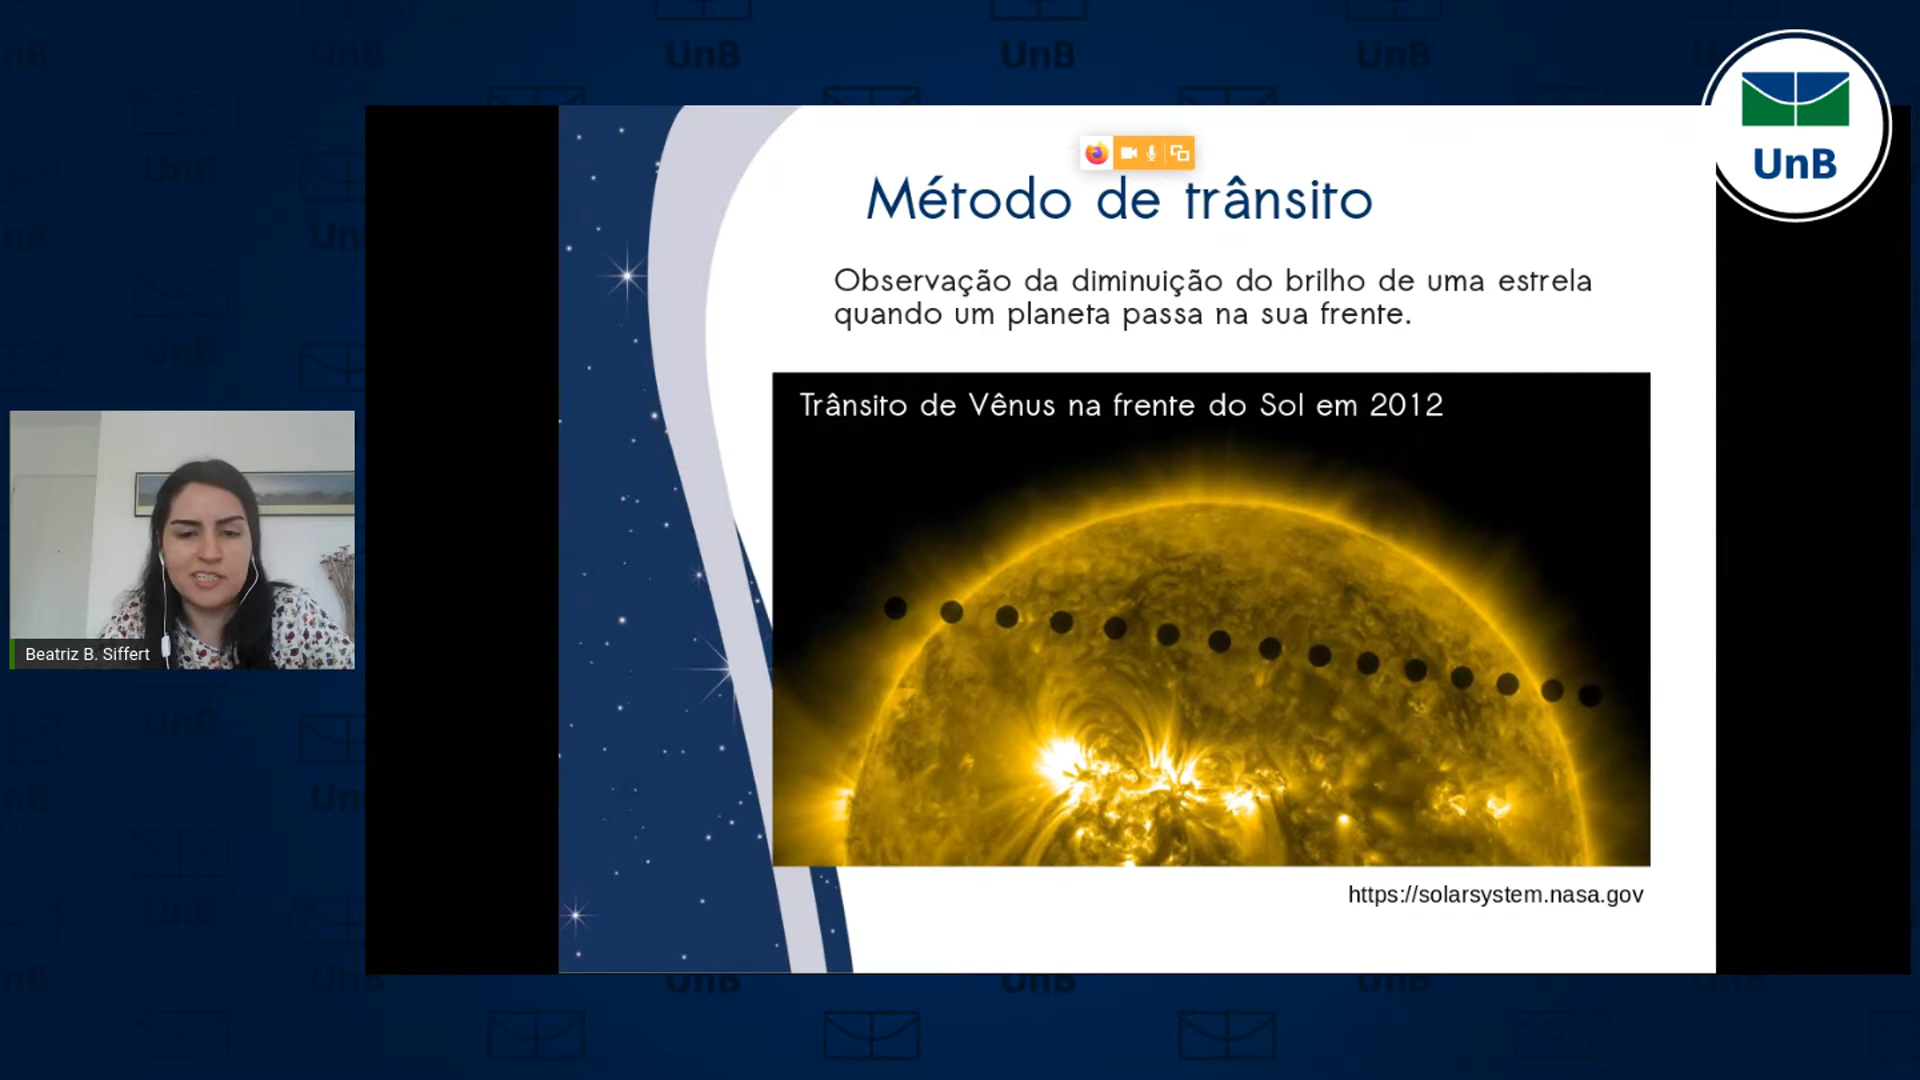 UnB
Método de trânsito
Observação da diminuição do brilho de uma estrela
quando um planeta passa na sua frente.
Trânsito de Vênus na frente do Sol em 2012
https://solarsystem.nasa.gov
Beatriz B. Siffert